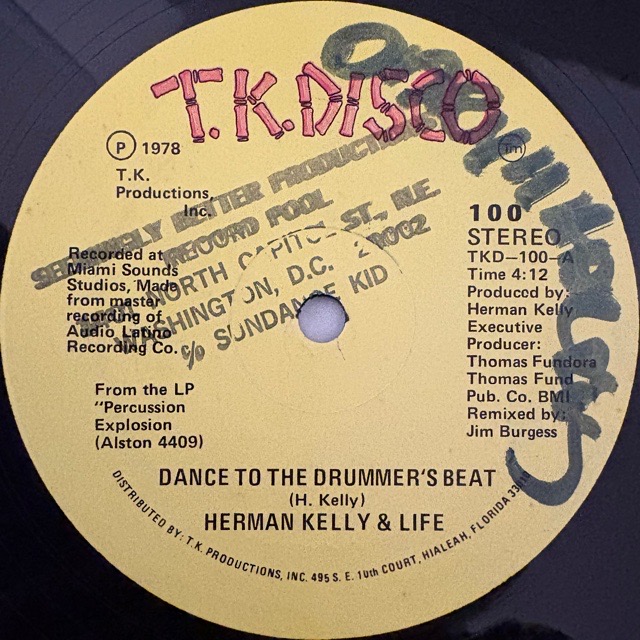 T.K.DISCO
Tm
P 1978
T.K.
Productions,
Inc.
SEEMINGLY BETTER PRODUCTIONS
RECORD POOL
NORTH CAPITOL ST., N.E.
WASHINGTON, D.C. 20002
c/o SUNDANCE KID
Recorded at
Miami Sounds
Studios, Made
from master
recording of
Audio Latino
Recording Co.
From the LP
"Percussion
Explosion
(Alston 4409)
100
STEREO
TKD-100-A
Time 4:12
Produced by:
Herman Kelly
Executive
Producer:
Thomas Fundora
Thomas Fund
Pub. Co. BMI
Remixed by:
Jim Burgess
DANCE TO THE DRUMMER'S BEAT
(H. Kelly)
HERMAN KELLY & LIFE
DISTRIBUTED BY: T.K. PRODUCTIONS, INC. 495 S. E. 10th COURT, HIALEAH, FLORIDA